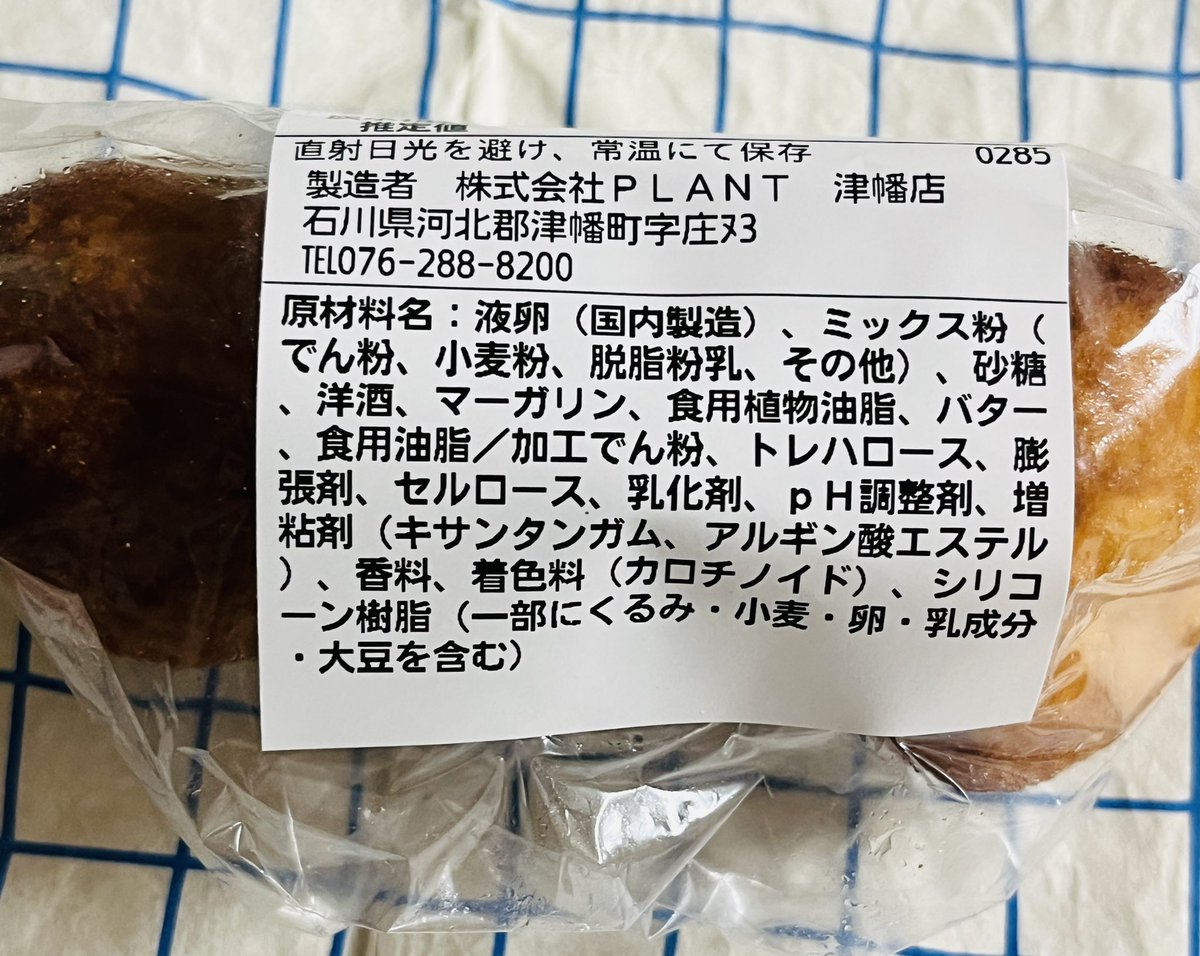 推定値
直射日光を避け、常温にて保存 0285
製造者 株式会社PLANT 津幡店
石川県河北郡津幡町字庄ヌ3
TEL076-288-8200
原材料名：液卵（国内製造）、ミックス粉（
でん粉、小麦粉、脱脂粉乳、その他）、砂糖
、洋酒、マーガリン、食用植物油脂、バター
、食用油脂／加工でん粉、トレハロース、膨
張剤、セルロース、乳化剤、pH調整剤、増
粘剤（キサンタンガム、アルギン酸エステル
）、香料、着色料（カロチノイド）、シリコ
ーン樹脂（一部にくるみ・小麦・卵・乳成分
・大豆を含む）